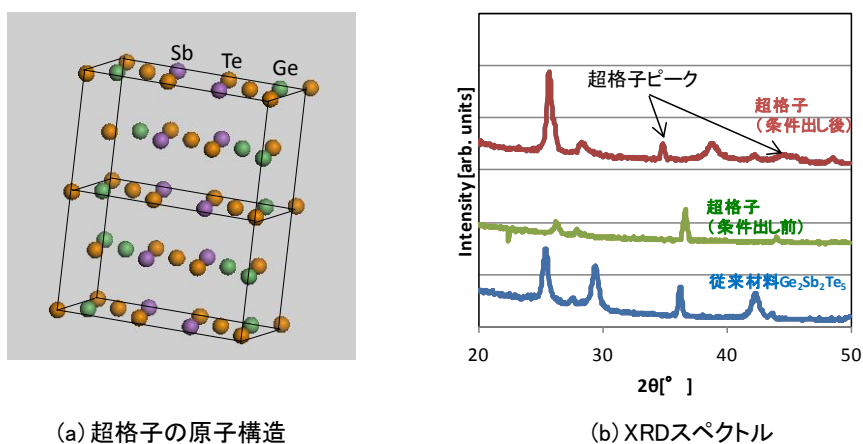 Sb
Te
Ge
(a)超格子の原子構造
Intensity [arb. units]
超格子ピーク
超格子
(条件出し後)
超格子
(条件出し前)
従来材料Ge₂Sb₂Te₅
20
30
40
50
2θ[° ]
(b)XRDスペクトル